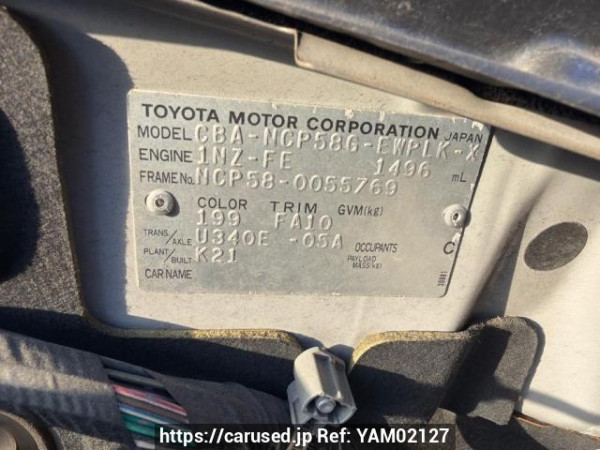 TOYOTA MOTOR CORPORATION JAPAN
MODEL CBA-NCP58G-EWPLK-X
ENGINE 1NZ-FE 1496 mL
FRAME No. NCP58-0055769
COLOR TRIM GVM(kg)
199 FA10
TRANS/AXLE U340E -05A OCCUPANTS C
PLANT/BUILT K21 PAYLOAD MASS(kg)
CAR NAME
https://carused.jp Ref: YAM02127